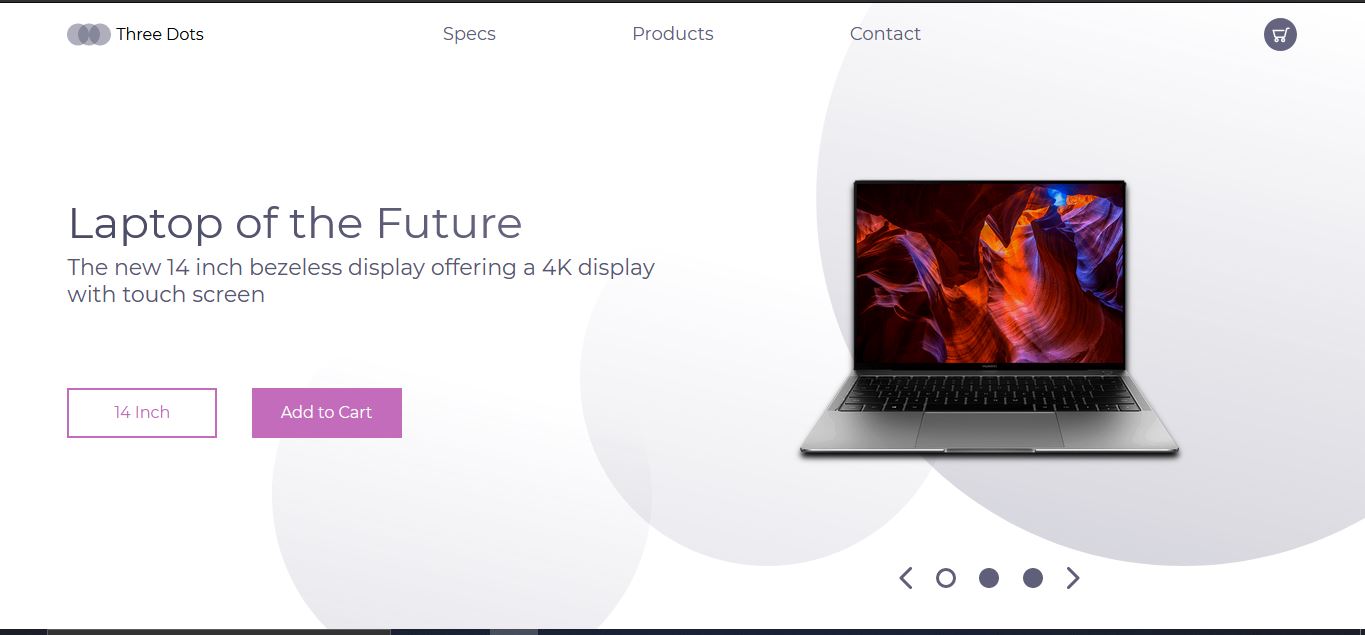 Three Dots
Specs
Products
Contact
Laptop of the Future
The new 14 inch bezeless display offering a 4K display
with touch screen
14 Inch
Add to Cart